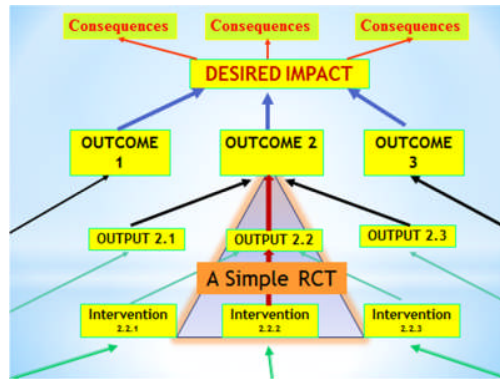 Consequences Consequences Consequences
DESIRED IMPACT
OUTCOME
1
OUTCOME 2
OUTCOME
3
OUTPUT 2.1
OUTPUT 2.2
OUTPUT 2.3
A Simple RCT
Intervention
2.2.1
Intervention
2.2.2
Intervention
2.2.3